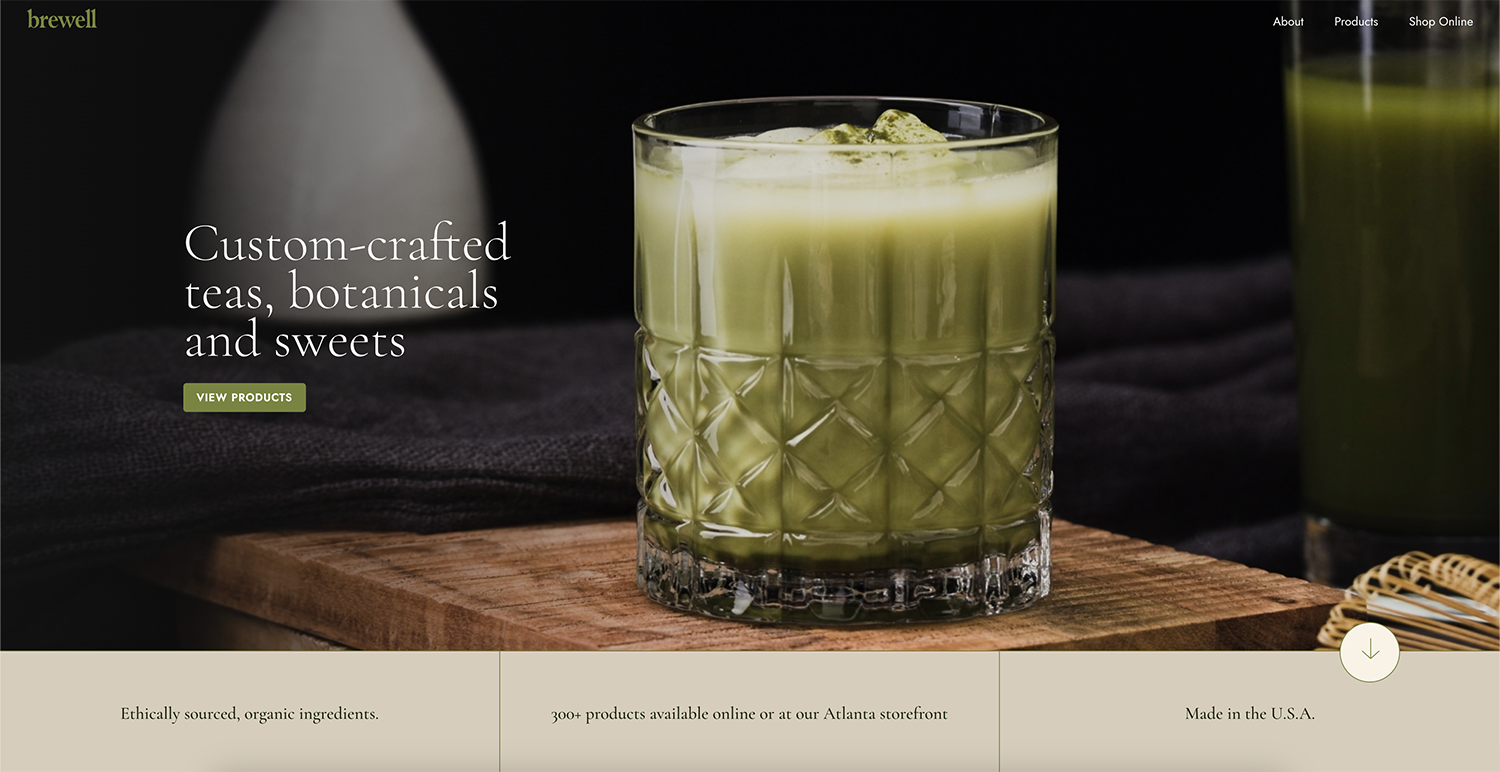 brewell
About Products Shop Online
Custom-crafted
teas, botanicals
and sweets
VIEW PRODUCTS
Ethically sourced, organic ingredients.
300+ products available online or at our Atlanta storefront
Made in the U.S.A.